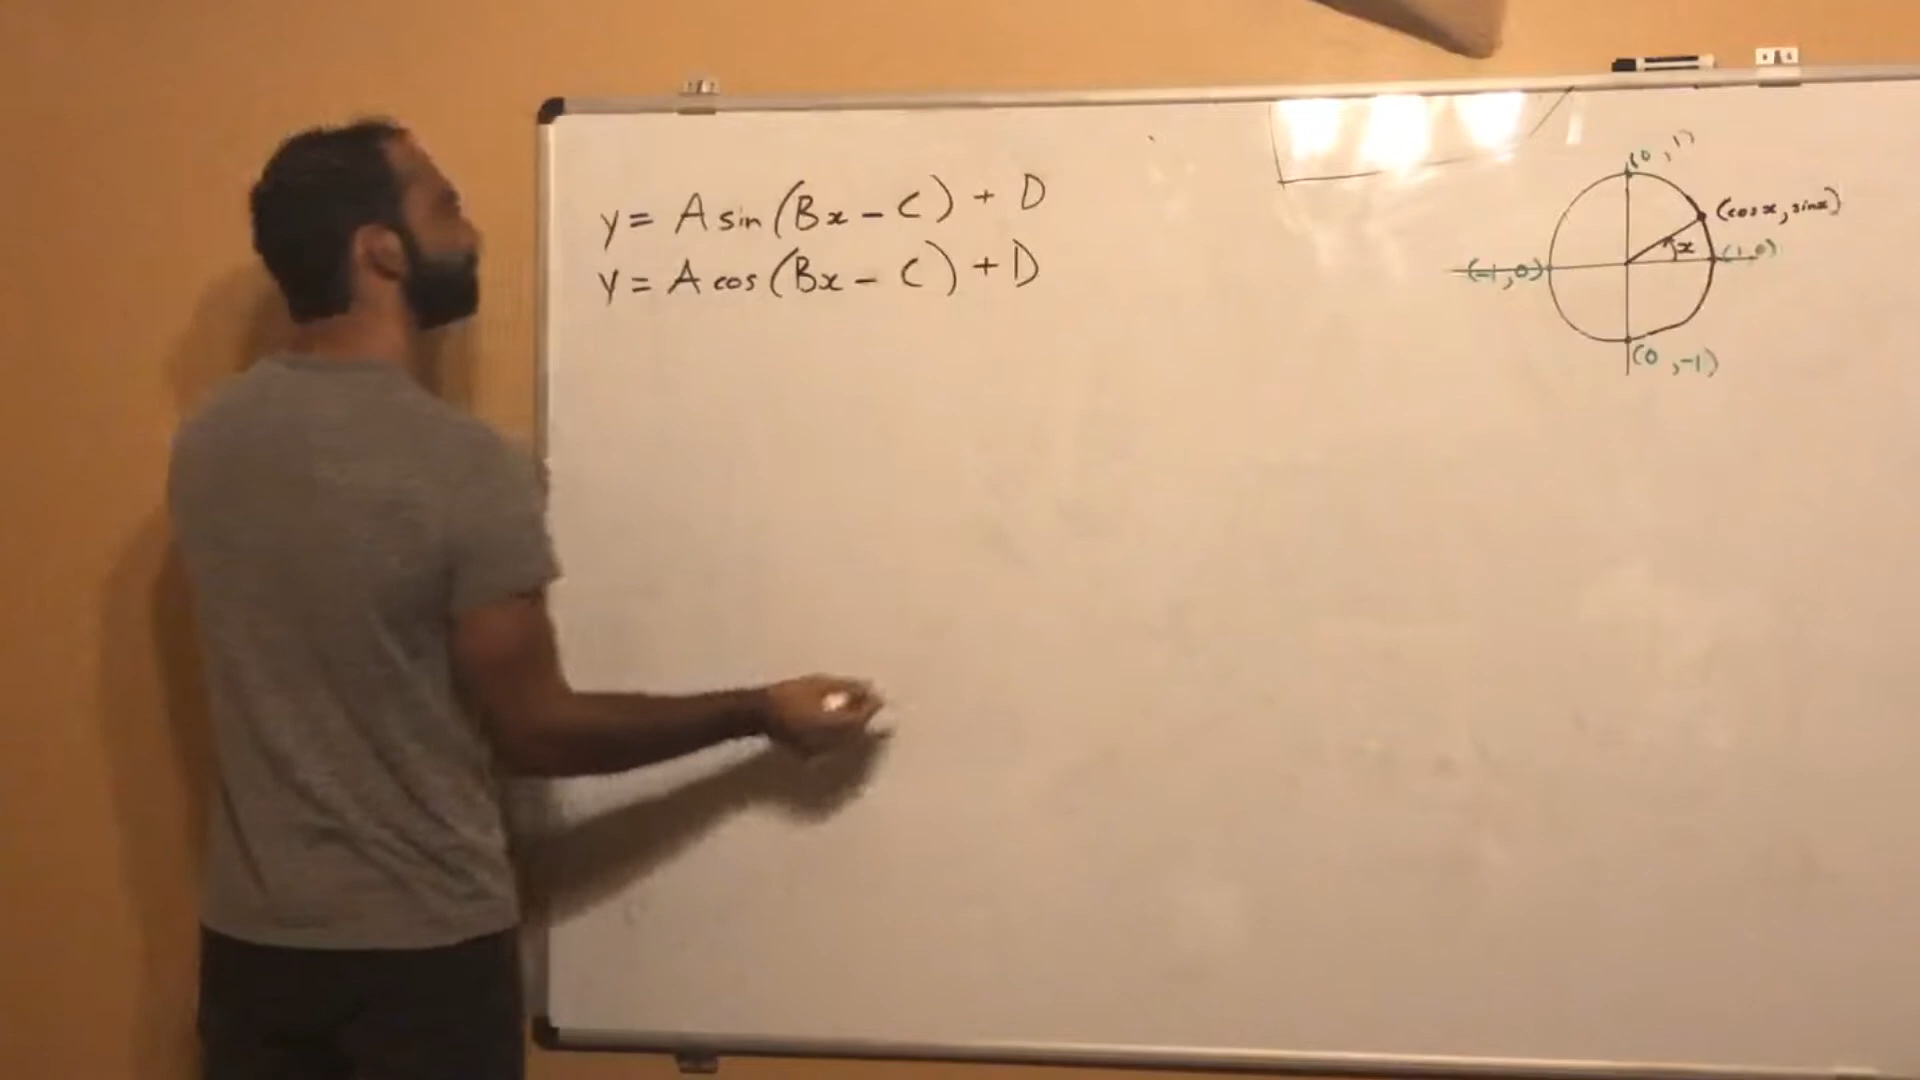 y = A sin (Bx - C) + D
y = A cos (Bx - C) + D
(0, 1)
(cos x, sin x)
x
(1, 0)
(-1, 0)
(0, -1)